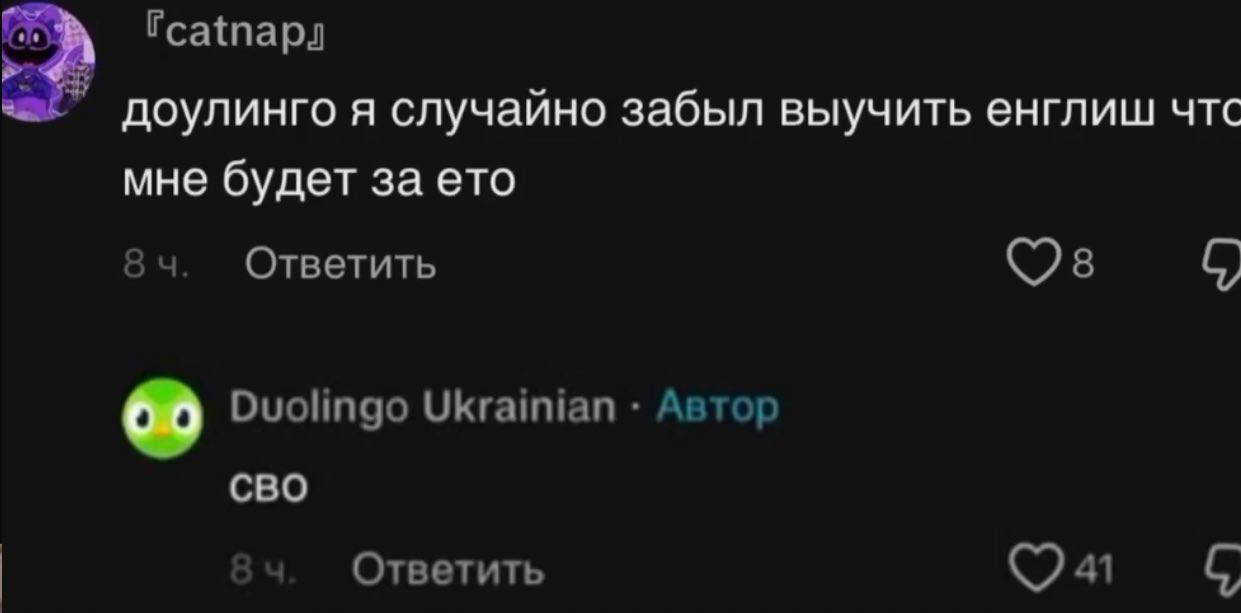 『catnap』
доулинго я случайно забыл выучить енглиш что
мне будет за ето
8 ч. Ответить 8
Duolingo Ukrainian · Автор
сво
8 ч. Ответить 41